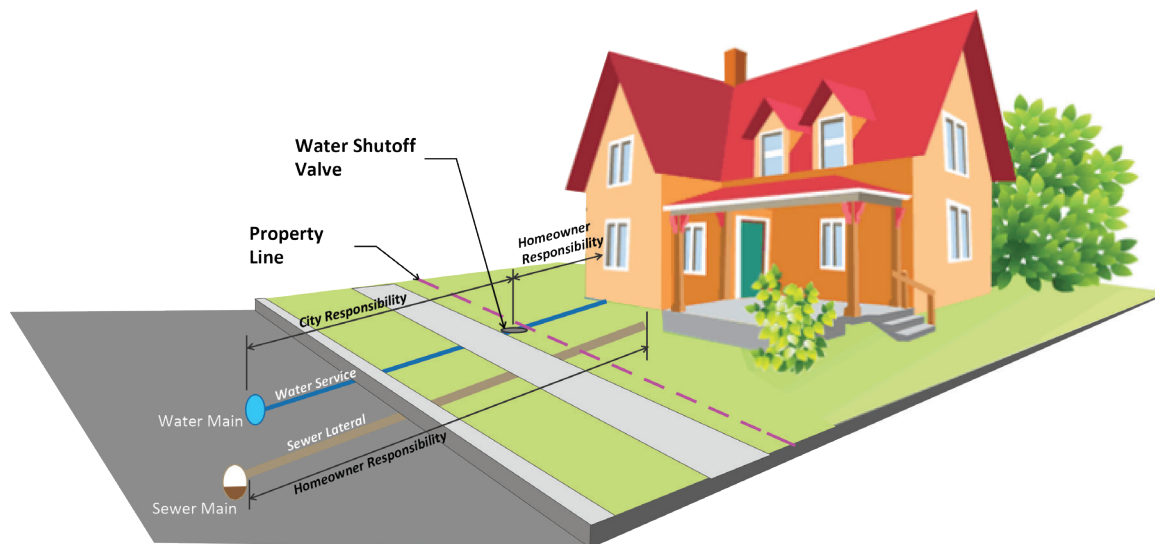 Water Shutoff
Valve
Property
Line
Homeowner
Responsibility
City Responsibility
Water Service
Water Main
Sewer Lateral
Homeowner Responsibility
Sewer Main